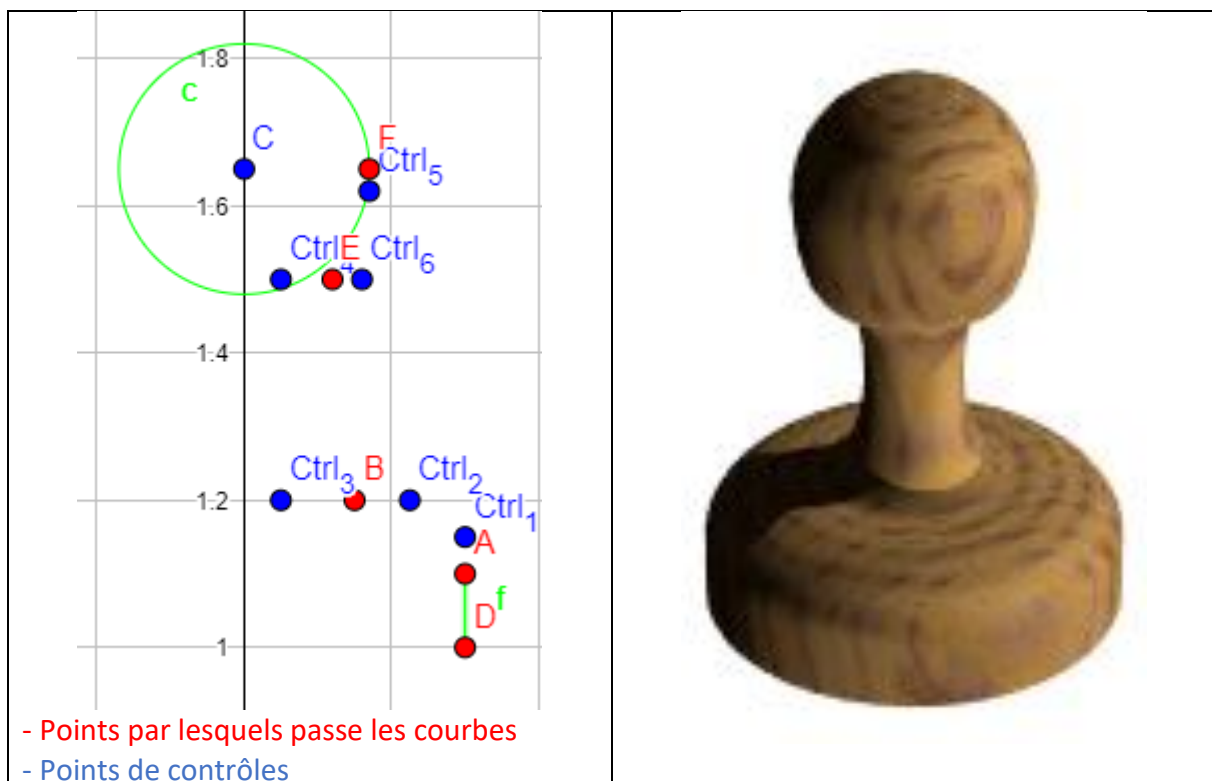 1.8
c
C
F
Ctrl5
1.6
Ctrl4
E
Ctrl6
1.4
Ctrl3
B
Ctrl2
1.2
Ctrl1
A
f
D
1
- Points par lesquels passe les courbes
- Points de contrôles